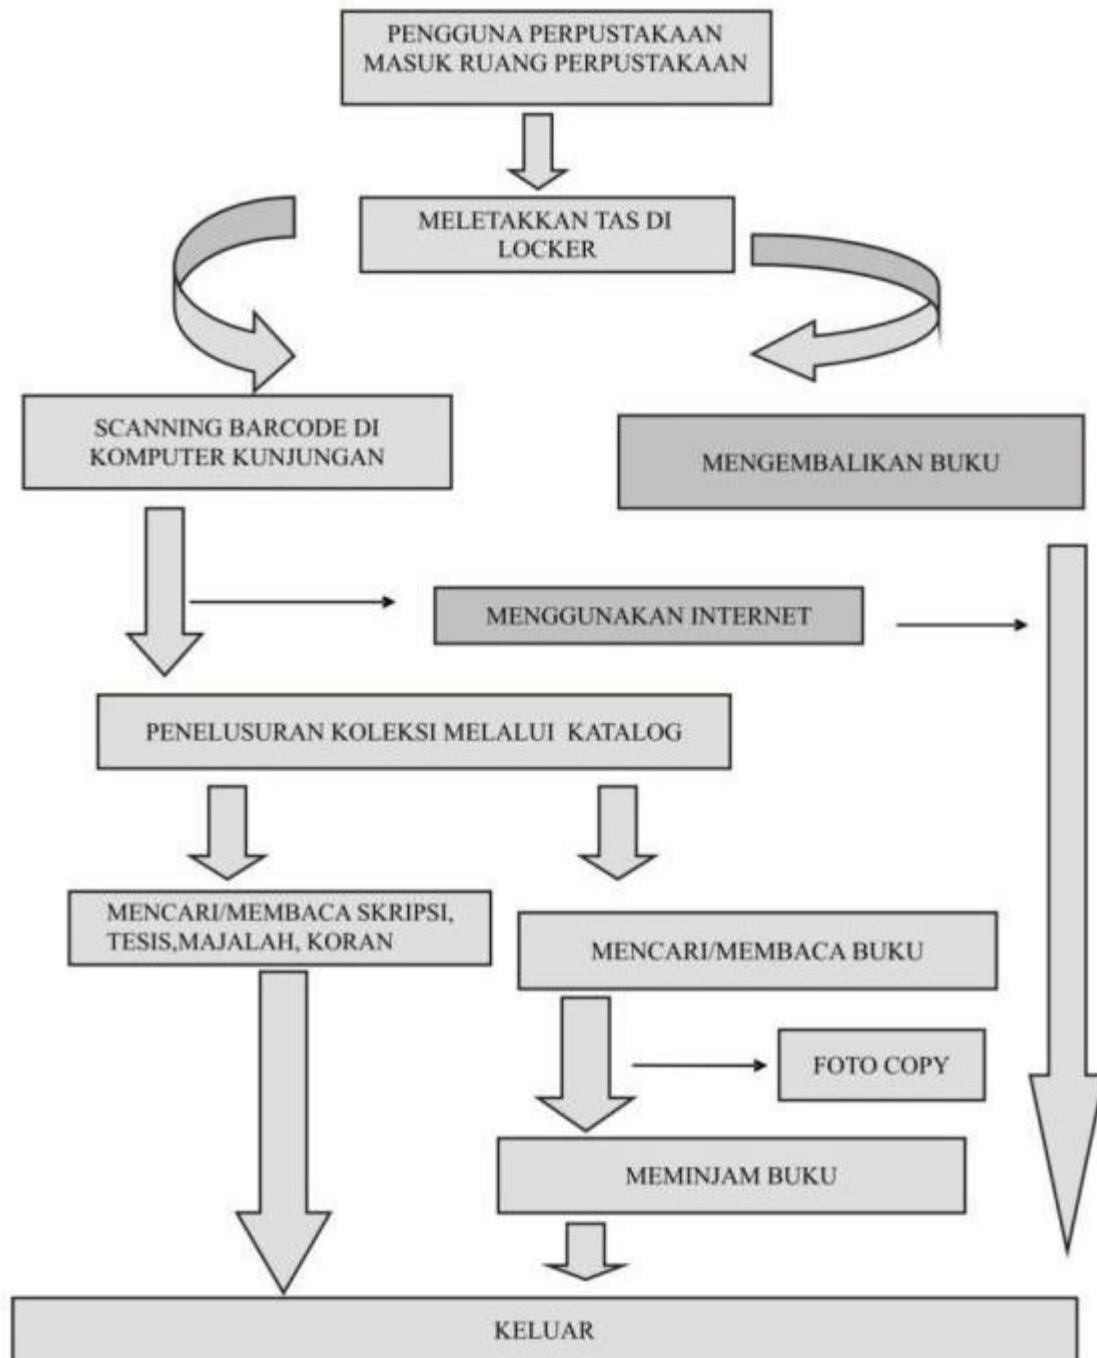 PENGGUNA PERPUSTAKAAN
MASUK RUANG PERPUSTAKAAN
MELETAKKAN TAS DI
LOCKER
SCANNING BARCODE DI
KOMPUTER KUNJUNGAN
MENGEMBALIKAN BUKU
MENGGUNAKAN INTERNET
PENELUSURAN KOLEKSI MELALUI KATALOG
MENCARI/MEMBACA SKRIPSI,
TESIS,MAJALAH, KORAN
MENCARI/MEMBACA BUKU
FOTO COPY
MEMINJAM BUKU
KELUAR